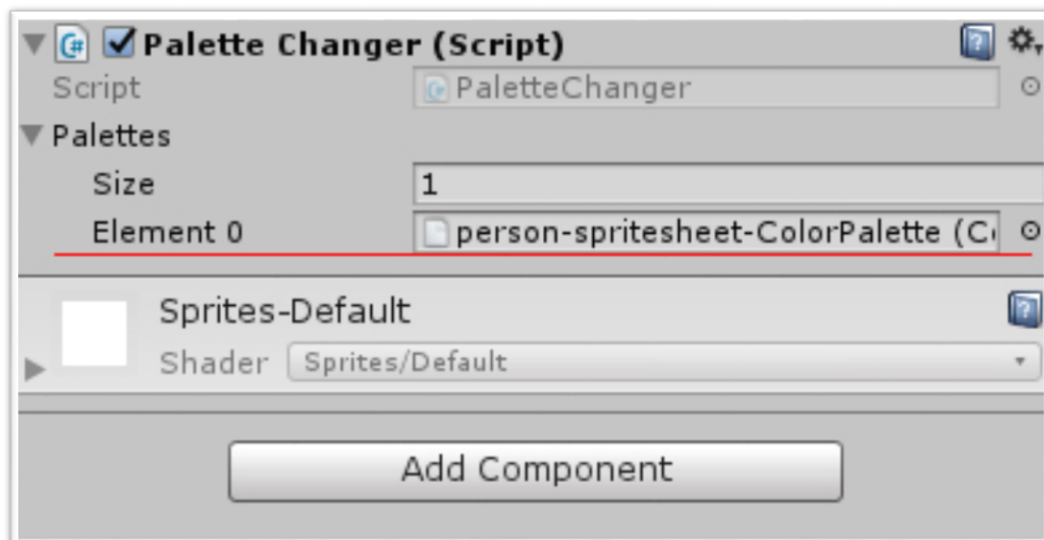 Palette Changer (Script)
Script PaletteChanger
Palettes
Size 1
Element 0 person-spritesheet-ColorPalette (C
Sprites-Default
Shader Sprites/Default
Add Component